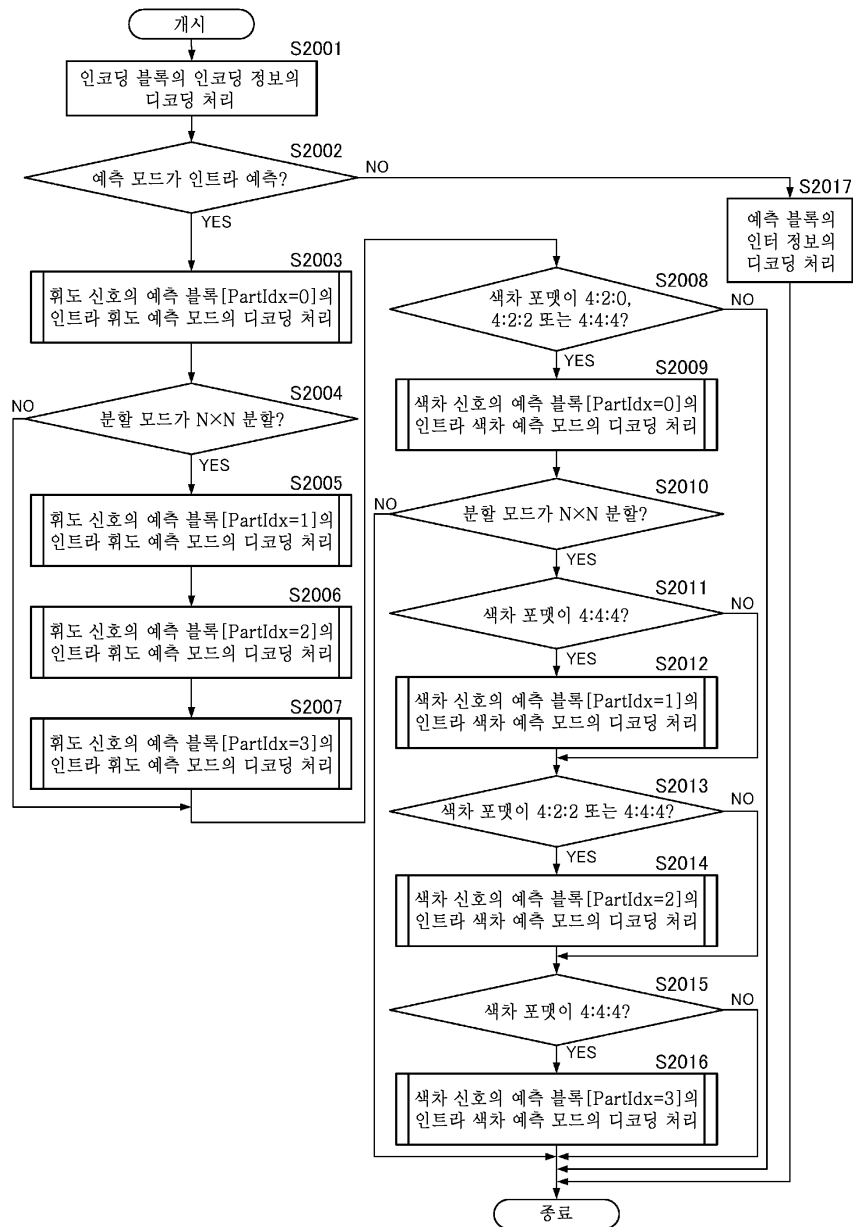 개시
S2001
인코딩 블록의 인코딩 정보의
디코딩 처리
S2002
예측 모드가 인트라 예측?
NO
YES
S2003
휘도 신호의 예측 블록[PartIdx=0]의
인트라 휘도 예측 모드의 디코딩 처리
S2004
NO
분할 모드가 N×N 분할?
YES
S2005
휘도 신호의 예측 블록[PartIdx=1]의
인트라 휘도 예측 모드의 디코딩 처리
S2006
휘도 신호의 예측 블록[PartIdx=2]의
인트라 휘도 예측 모드의 디코딩 처리
S2007
휘도 신호의 예측 블록[PartIdx=3]의
인트라 휘도 예측 모드의 디코딩 처리
S2008
색차 포맷이 4:2:0,
4:2:2 또는 4:4:4?
NO
YES
S2009
색차 신호의 예측 블록[PartIdx=0]의
인트라 색차 예측 모드의 디코딩 처리
S2010
NO
분할 모드가 N×N 분할?
YES
S2011
색차 포맷이 4:4:4?
NO
YES
S2012
색차 신호의 예측 블록[PartIdx=1]의
인트라 색차 예측 모드의 디코딩 처리
S2013
색차 포맷이 4:2:2 또는 4:4:4?
NO
YES
S2014
색차 신호의 예측 블록[PartIdx=2]의
인트라 색차 예측 모드의 디코딩 처리
S2015
색차 포맷이 4:4:4?
NO
YES
S2016
색차 신호의 예측 블록[PartIdx=3]의
인트라 색차 예측 모드의 디코딩 처리
S2017
예측 블록의
인터 정보의
디코딩 처리
종료